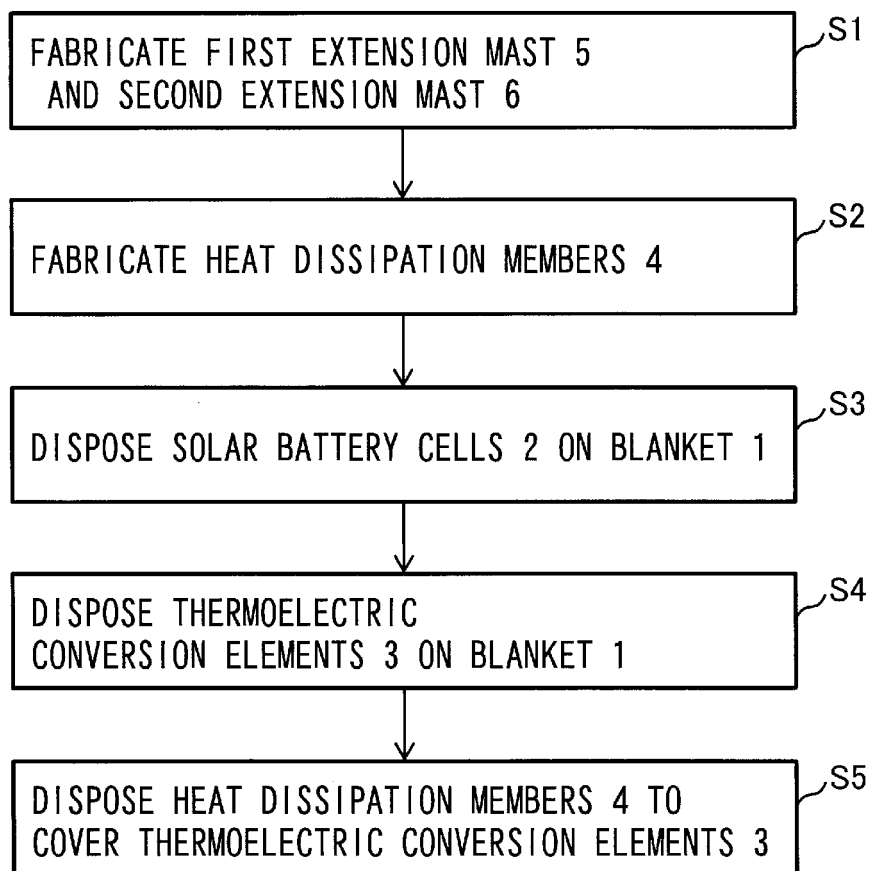 FABRICATE FIRST EXTENSION MAST 5
AND SECOND EXTENSION MAST 6
S1
FABRICATE HEAT DISSIPATION MEMBERS 4
S2
DISPOSE SOLAR BATTERY CELLS 2 ON BLANKET 1
S3
DISPOSE THERMOELECTRIC
CONVERSION ELEMENTS 3 ON BLANKET 1
S4
DISPOSE HEAT DISSIPATION MEMBERS 4 TO
COVER THERMOELECTRIC CONVERSION ELEMENTS 3
S5